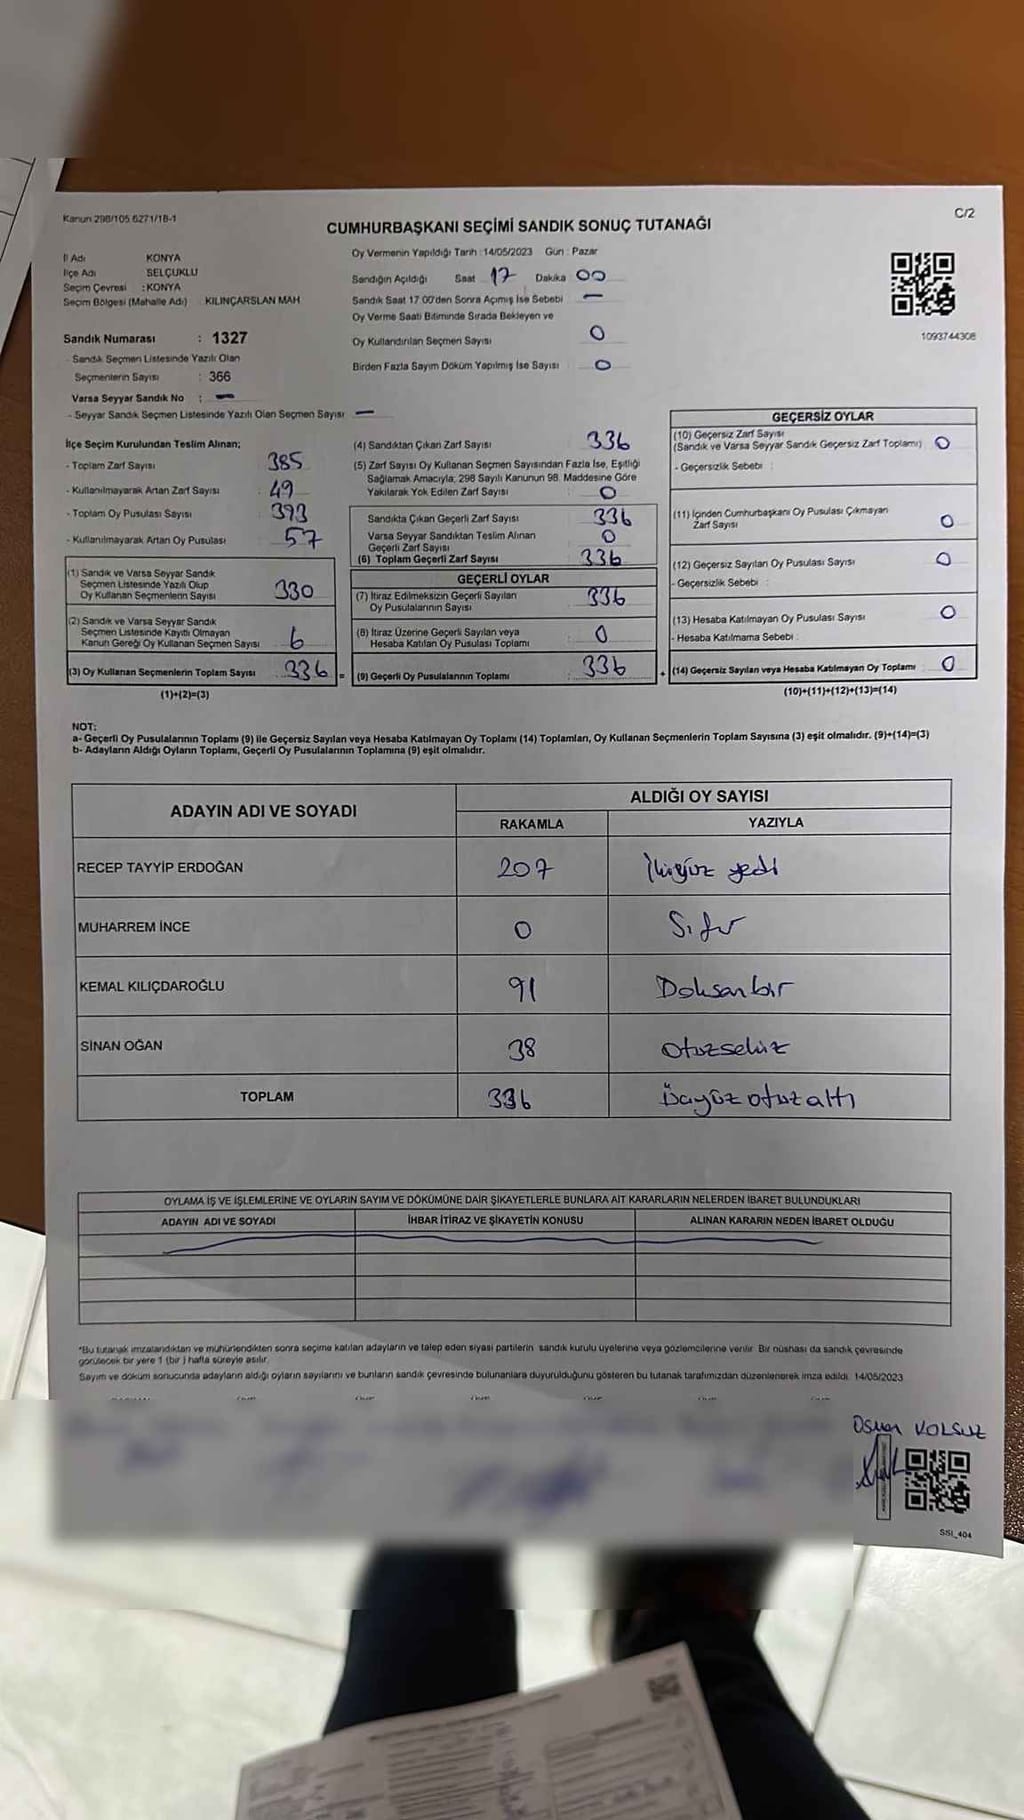 Kanun 298/105 6271/18-1
C/2
CUMHURBAŞKANI SEÇİMİ SANDIK SONUÇ TUTANAĞI
İl Adı KONYA
İlçe Adı SELÇUKLU
Seçim Çevresi : KONYA
Seçim Bölgesi (Mahalle Adı) : KILINÇARSLAN MAH
Sandık Numarası : 1327
- Sandık Seçmen Listesinde Yazılı Olan
Seçmenlerin Sayısı : 366
Varsa Seyyar Sandık No : —
- Seyyar Sandık Seçmen Listesinde Yazılı Olan Seçmen Sayısı —
Oy Vermenin Yapıldığı Tarih : 14/05/2023 Gün : Pazar
Sandığın Açıldığı Saat 17 Dakika 00
Sandık Saat 17.00'den Sonra Açımış İse Sebebi —
Oy Verme Saati Bitiminde Sırada Bekleyen ve
Oy Kullandırılan Seçmen Sayısı 0
Birden Fazla Sayım Döküm Yapılmış İse Sayısı 0
1093744308
İlçe Seçim Kurulundan Teslim Alınan;
- Toplam Zarf Sayısı : 385
- Kullanılmayarak Artan Zarf Sayısı : 49
- Toplam Oy Pusulası Sayısı : 393
- Kullanılmayarak Artan Oy Pusulası : 57
(1) Sandık ve Varsa Seyyar Sandık
Seçmen Listesinde Yazılı Olup
Oy Kullanan Seçmenlerin Sayısı 330
(2) Sandık ve Varsa Seyyar Sandık
Seçmen Listesinde Kayıtlı Olmayan
Kanun Gereği Oy Kullanan Seçmen Sayısı 6
(3) Oy Kullanan Seçmenlerin Toplam Sayısı 336 =
(1)+(2)=(3)
(4) Sandıktan Çıkan Zarf Sayısı 336
(5) Zarf Sayısı Oy Kullanan Seçmen Sayısından Fazla İse, Eşitliği
Sağlamak Amacıyla, 298 Sayılı Kanunun 98. Maddesine Göre
Yakılarak Yok Edilen Zarf Sayısı 0
Sandıkta Çıkan Geçerli Zarf Sayısı 336
Varsa Seyyar Sandıktan Teslim Alınan
Geçerli Zarf Sayısı 0
(6) Toplam Geçerli Zarf Sayısı 336
GEÇERLİ OYLAR
(7) İtiraz Edilmeksizin Geçerli Sayılan
Oy Pusulalarının Sayısı 336
(8) İtiraz Üzerine Geçerli Sayılan veya
Hesaba Katılan Oy Pusulası Toplamı 0
(9) Geçerli Oy Pusulalarının Toplamı : 336 +
GEÇERSİZ OYLAR
(10) Geçersiz Zarf Sayısı
(Sandık ve Varsa Seyyar Sandık Geçersiz Zarf Toplamı) 0
- Geçersizlik Sebebi :
(11) İçinden Cumhurbaşkanı Oy Pusulası Çıkmayan
Zarf Sayısı 0
(12) Geçersiz Sayılan Oy Pusulası Sayısı 0
- Geçersizlik Sebebi :
(13) Hesaba Katılmayan Oy Pusulası Sayısı 0
- Hesaba Katılmama Sebebi :
(14) Geçersiz Sayılan veya Hesaba Katılmayan Oy Toplamı 0
(10)+(11)+(12)+(13)=(14)
NOT:
a- Geçerli Oy Pusulalarının Toplamı (9) ile Geçersiz Sayılan veya Hesaba Katılmayan Oy Toplamı (14) Toplamları, Oy Kullanan Seçmenlerin Toplam Sayısına (3) eşit olmalıdır. (9)+(14)=(3)
b- Adayların Aldığı Oyların Toplamı, Geçerli Oy Pusulalarının Toplamına (9) eşit olmalıdır.
ADAYIN ADI VE SOYADI ALDIĞI OY SAYISI
RAKAMLA YAZIYLA
RECEP TAYYİP ERDOĞAN 207 İkiyüz yedi
MUHARREM İNCE 0 Sıfır
KEMAL KILIÇDAROĞLU 91 Doksanbir
SİNAN OĞAN 38 Otuzsekiz
TOPLAM 336 Üçyüz otuz altı
OYLAMA İŞ VE İŞLEMLERİNE VE OYLARIN SAYIM VE DÖKÜMÜNE DAİR ŞİKAYETLERLE BUNLARA AİT KARARLARIN NELERDEN İBARET BULUNDUKLARI
ADAYIN ADI VE SOYADI İHBAR İTİRAZ VE ŞİKAYETİN KONUSU ALINAN KARARIN NEDEN İBARET OLDUĞU
*Bu tutanak imzalandıktan ve mühürlendikten sonra seçime katılan adayların ve talep eden siyasi partilerin sandık kurulu üyelerine veya gözlemcilerine verilir. Bir nüshası da sandık çevresinde
görülecek bir yere 1 (bir ) hafta süreyle asılır.
Sayım ve döküm sonucunda adayların aldığı oyların sayılarını ve bunların sandık çevresinde bulunanlara duyurulduğunu gösteren bu tutanak tarafımızdan düzenlenerek imza edildi. 14/05/2023
Osman YOLSUZ
SSI_404